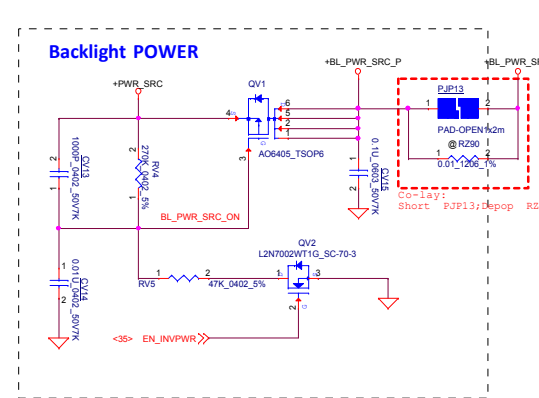 Backlight POWER
+BL_PWR_SRC_P
+BL_PWR_S
+PWR_SRC
QV1
PJP13
4
6
5
2
1
1
2
PAD-OPEN1x2m
@ RZ90
1
2
0.01_1206_1%
AO6405_TSOP6
3
2
CV13
1000P_0402_50V7K
1
2
RV4
270K_0402_5%
1
2
CV15
0.1U_0603_50V7K
1
Co-lay:
Short PJP13;Depop RZ
BL_PWR_SRC_ON
QV2
L2N7002WT1G_SC-70-3
1
CV14
0.01U_0402_50V7K
2
1
2
RV5
47K_0402_5%
1
3
2
<35> EN_INVPWR